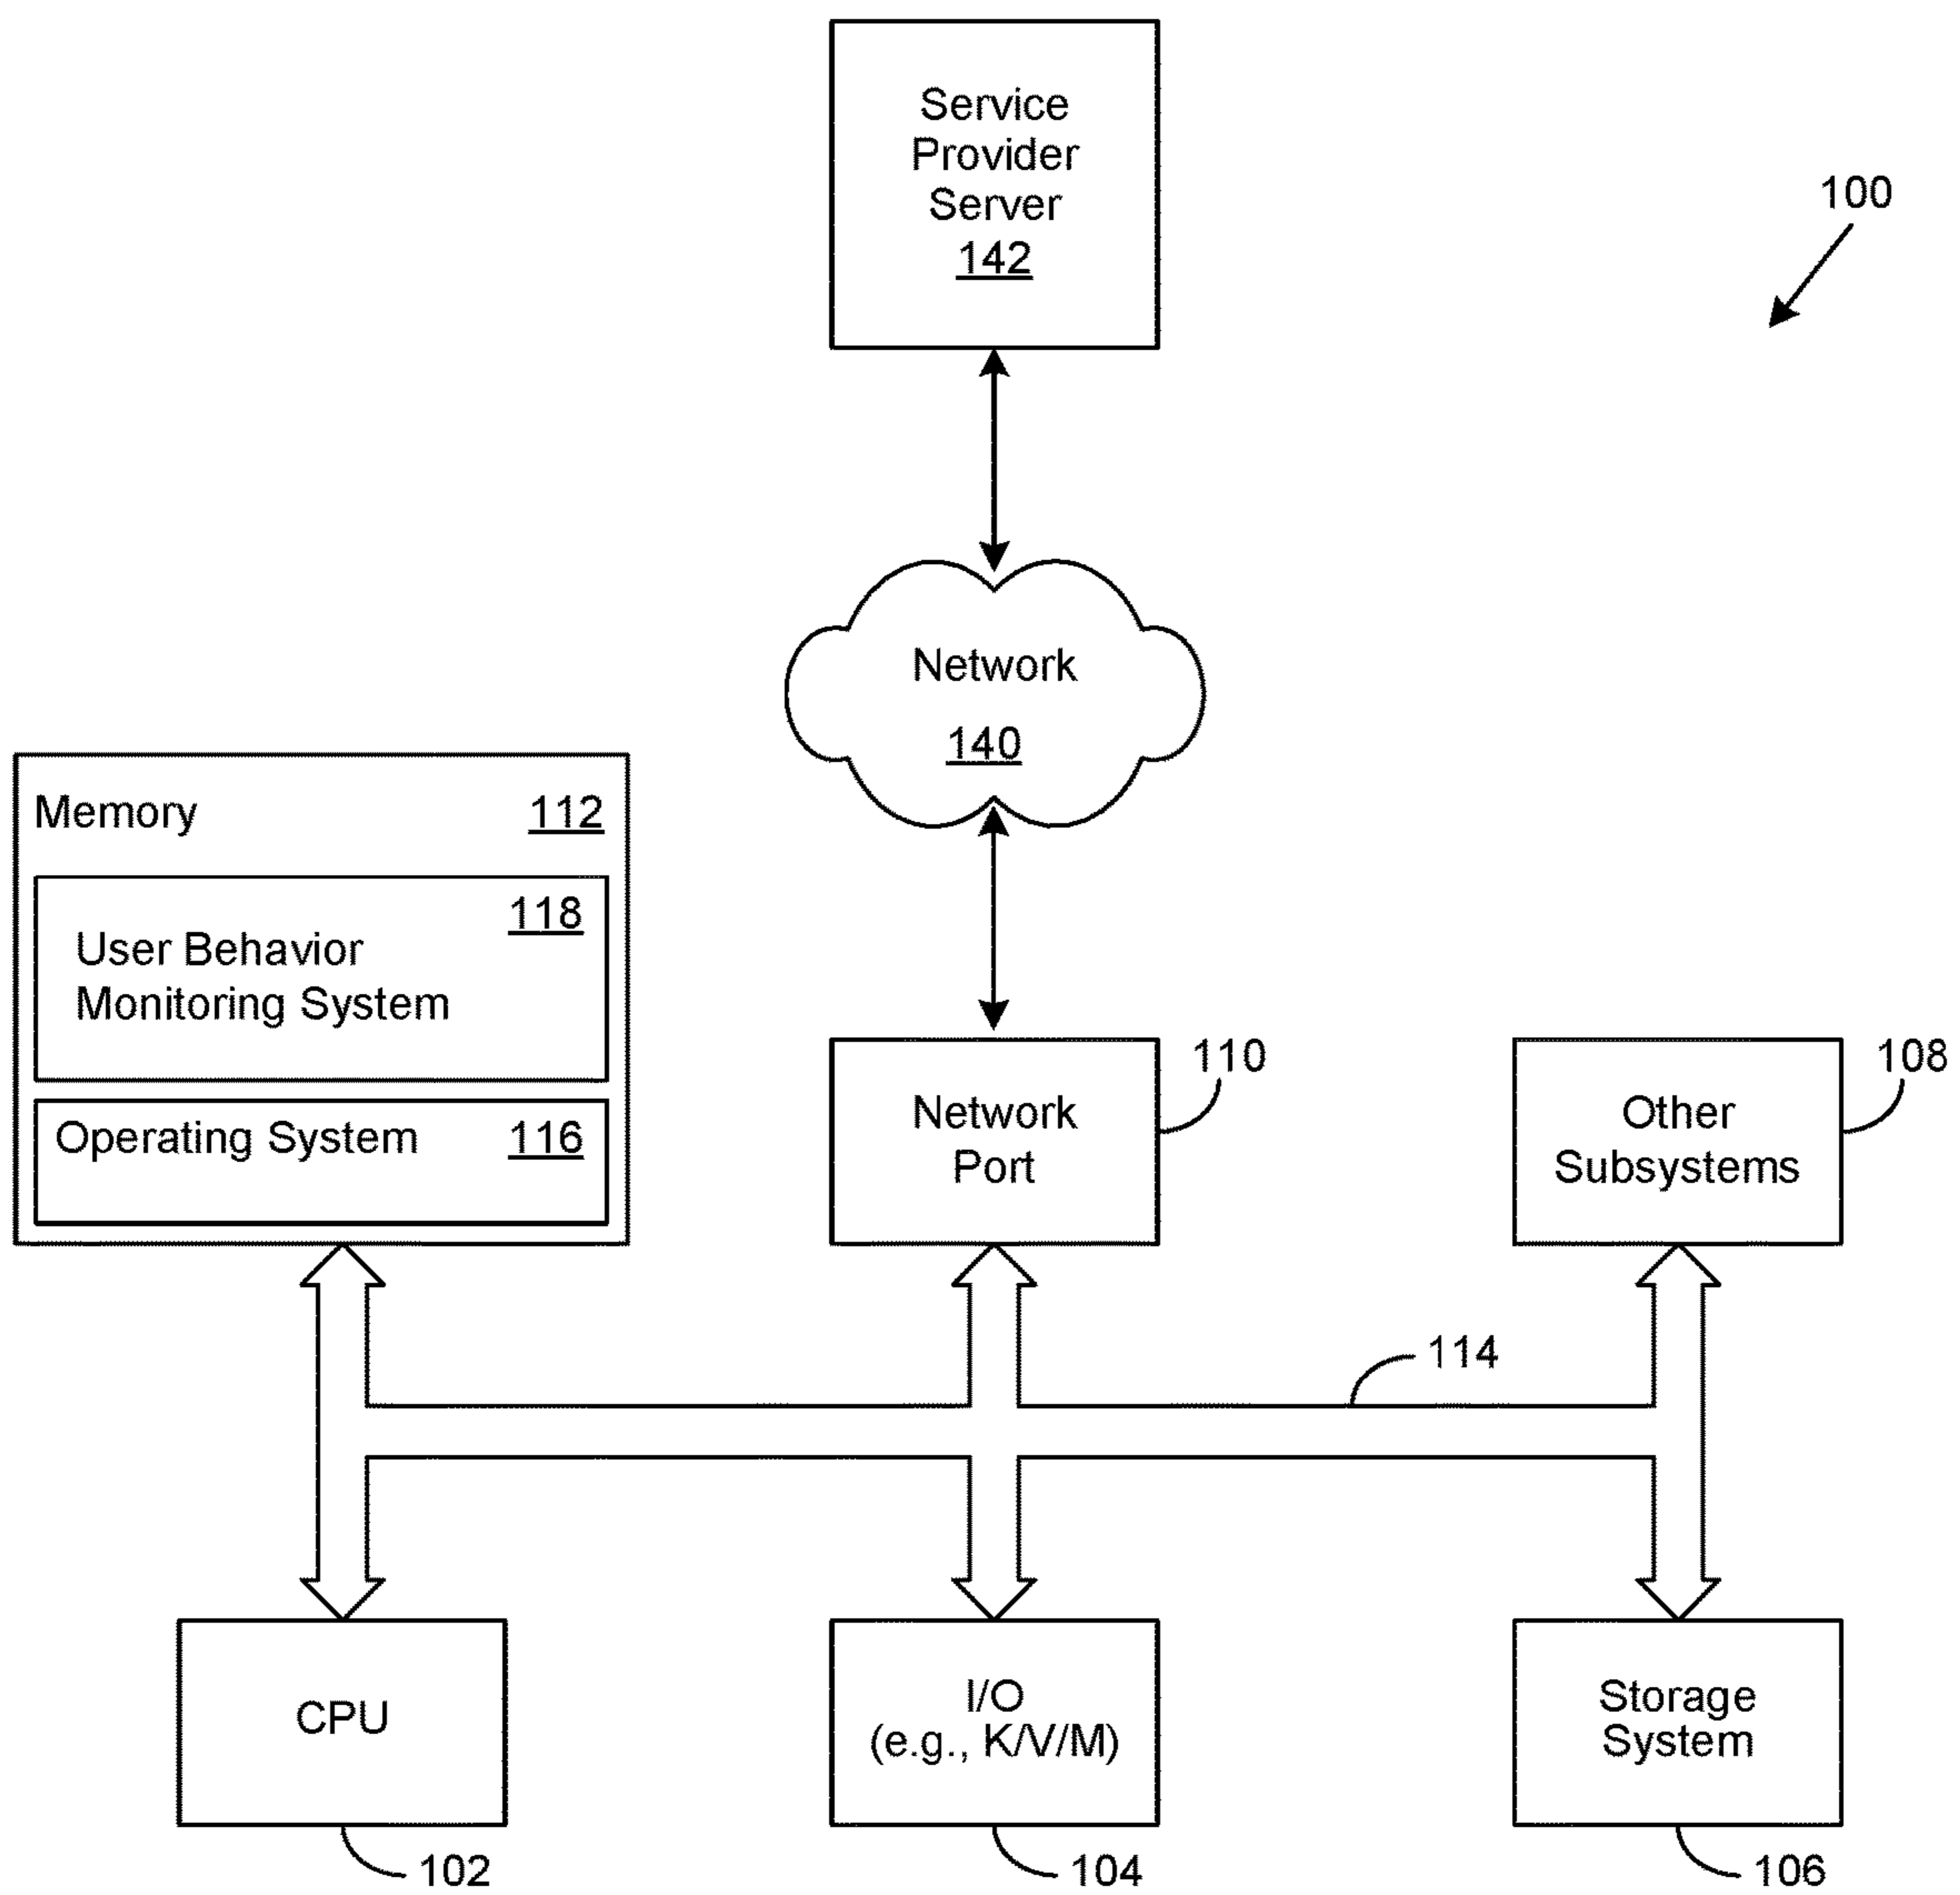 Service
Provider
Server
142
100
Network
140
Memory 112
118
User Behavior
Monitoring System
Operating System 116
Network
Port
110
Other
Subsystems
108
114
CPU
102
I/O
(e.g., K/V/M)
104
Storage
System
106